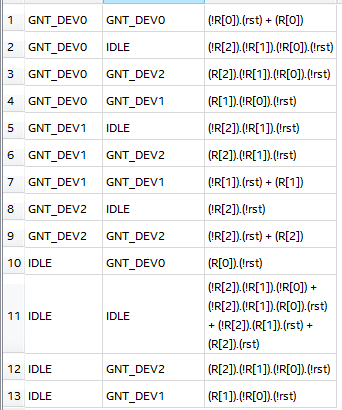 1 GNT_DEV0 GNT_DEV0 (!R[0]).(rst) + (R[0])
2 GNT_DEV0 IDLE (!R[2]).(!R[1]).(!R[0]).(!rst)
3 GNT_DEV0 GNT_DEV2 (R[2]).(!R[1]).(!R[0]).(!rst)
4 GNT_DEV0 GNT_DEV1 (R[1]).(!R[0]).(!rst)
5 GNT_DEV1 IDLE (!R[2]).(!R[1]).(!rst)
6 GNT_DEV1 GNT_DEV2 (R[2]).(!R[1]).(!rst)
7 GNT_DEV1 GNT_DEV1 (!R[1]).(rst) + (R[1])
8 GNT_DEV2 IDLE (!R[2]).(!rst)
9 GNT_DEV2 GNT_DEV2 (!R[2]).(rst) + (R[2])
10 IDLE GNT_DEV0 (R[0]).(!rst)
11 IDLE IDLE (!R[2]).(!R[1]).(!R[0]) +
(!R[2]).(!R[1]).(R[0]).(rst)
+ (!R[2]).(R[1]).(rst) +
(R[2]).(rst)
12 IDLE GNT_DEV2 (R[2]).(!R[1]).(!R[0]).(!rst)
13 IDLE GNT_DEV1 (R[1]).(!R[0]).(!rst)